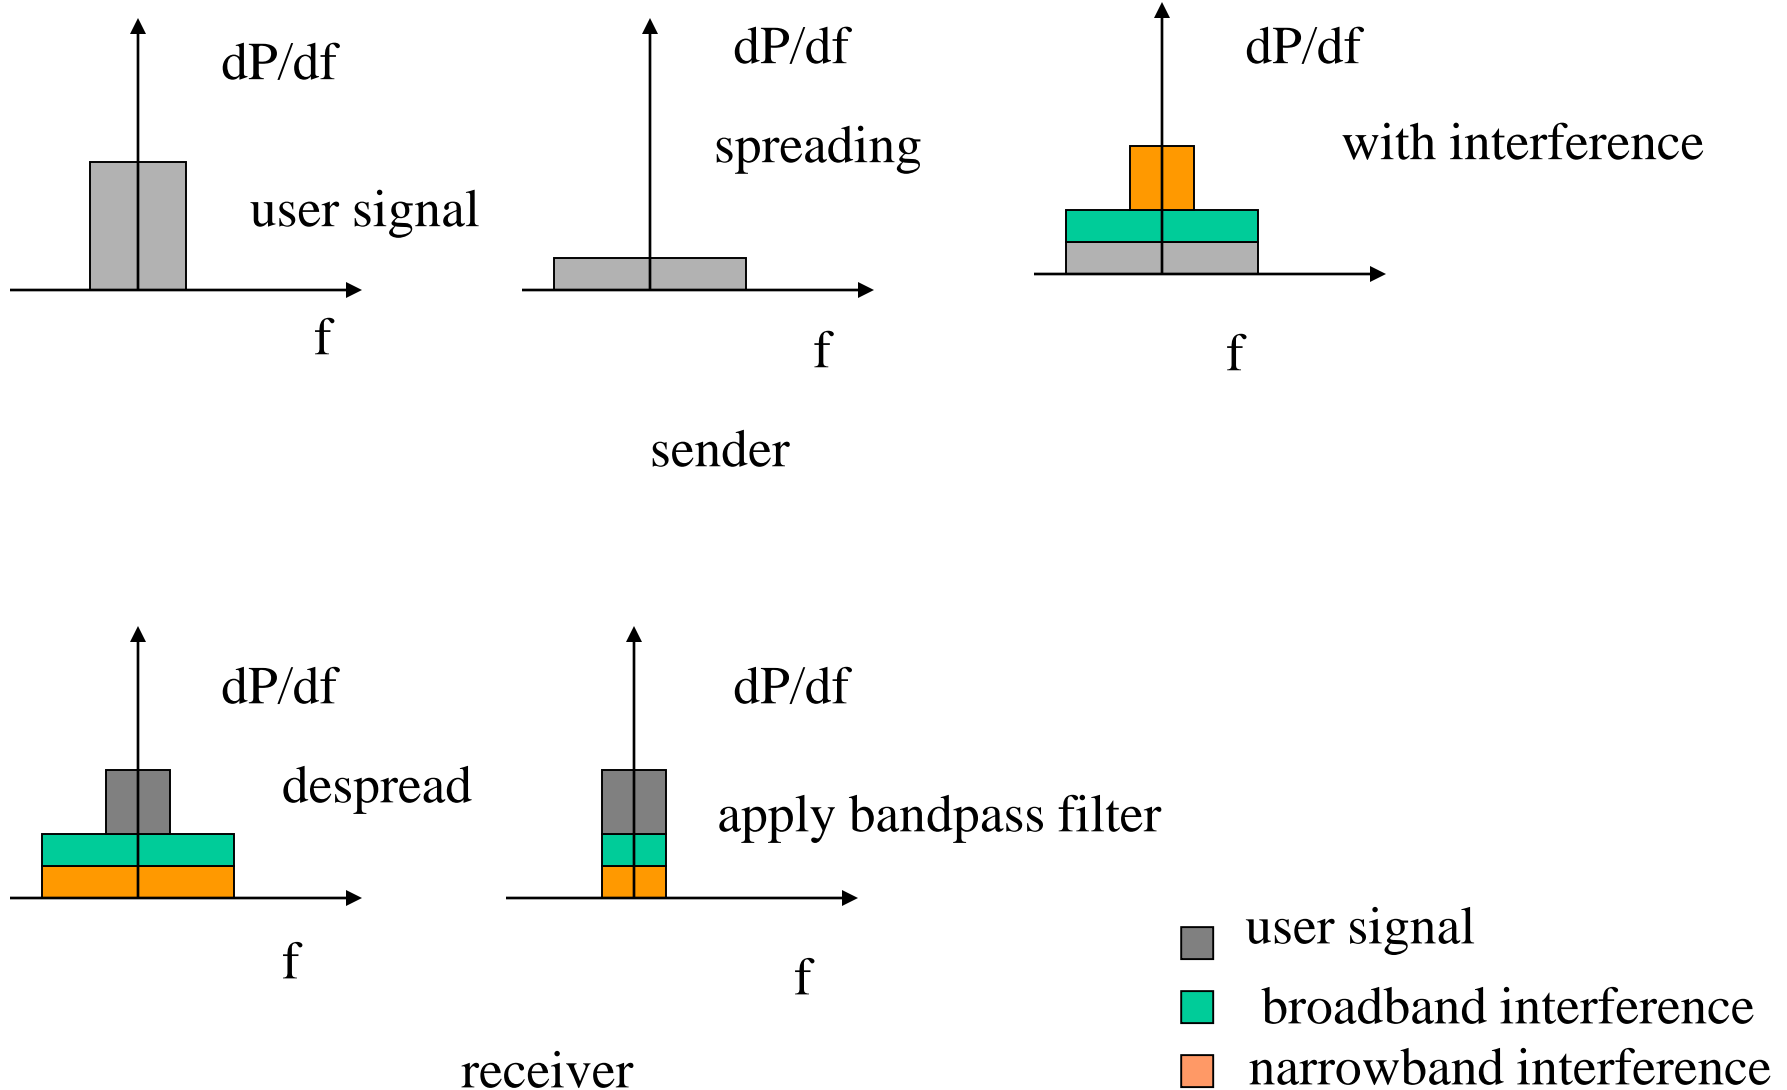 dP/df
user signal
f
dP/df
spreading
f
dP/df
with interference
f
sender
dP/df
despread
f
dP/df
apply bandpass filter
f
receiver
user signal
broadband interference
narrowband interference